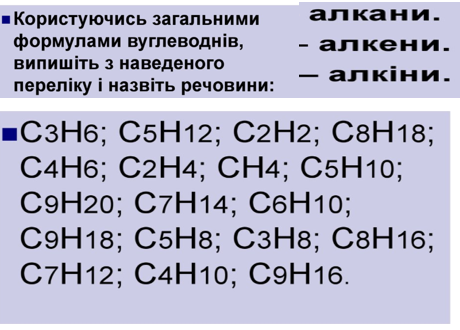 ▪Користуючись загальними
формулами вуглеводнів,
випишіть з наведеного
переліку і назвіть речовини:
алкани.
- алкени.
– алкіни.
▪C3H6; C5H12; C2H2; C8H18;
C4H6; C2H4; CH4; C5H10;
C9H20; C7H14; C6H10;
C9H18; C5H8; C3H8; C8H16;
C7H12; C4H10; C9H16.